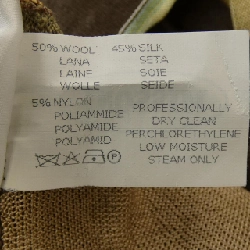 50% WOOL 45% SILK
LANA SETA
LAINE SOIE
WOLLE SEIDE
5% NYLON
POLIAMMIDE
POLYAMIDE
POLYAMID
PROFESSIONALLY
DRY CLEAN
PERCHLORETHYLENE
LOW MOISTURE
STEAM ONLY
P